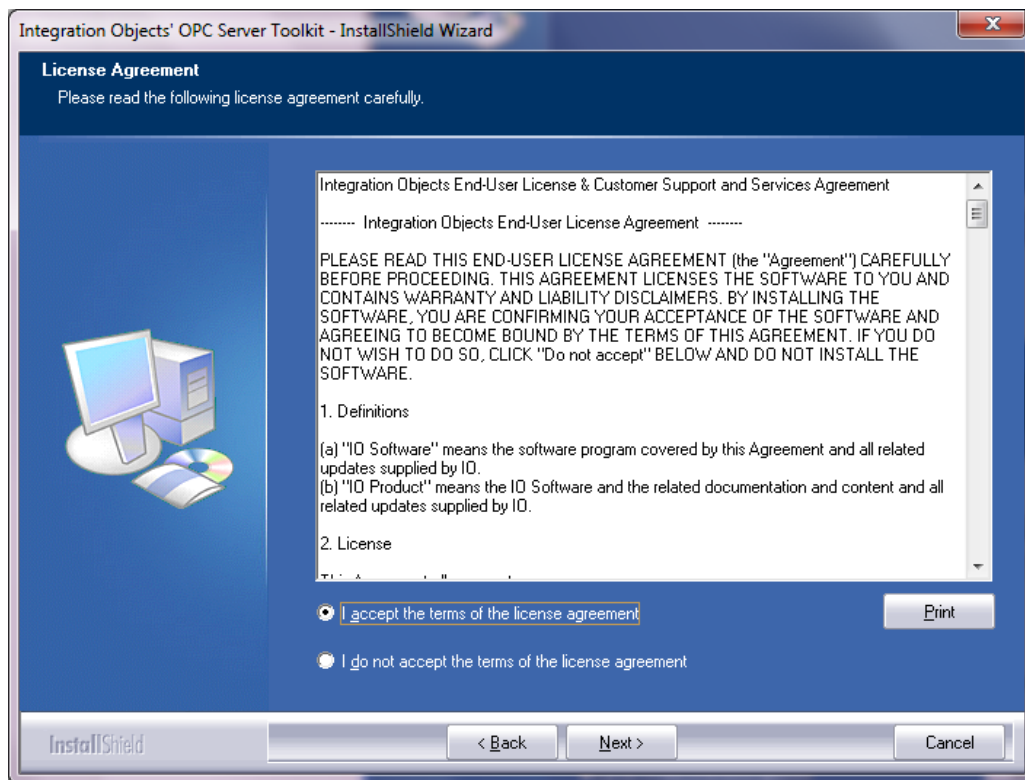 Integration Objects' OPC Server Toolkit - InstallShield Wizard
License Agreement
Please read the following license agreement carefully.
Integration Objects End-User License & Customer Support and Services Agreement
-------- Integration Objects End-User License Agreement --------
PLEASE READ THIS END-USER LICENSE AGREEMENT (the "Agreement") CAREFULLY
BEFORE PROCEEDING. THIS AGREEMENT LICENSES THE SOFTWARE TO YOU AND
CONTAINS WARRANTY AND LIABILITY DISCLAIMERS. BY INSTALLING THE
SOFTWARE, YOU ARE CONFIRMING YOUR ACCEPTANCE OF THE SOFTWARE AND
AGREEING TO BECOME BOUND BY THE TERMS OF THIS AGREEMENT. IF YOU DO
NOT WISH TO DO SO, CLICK "Do not accept" BELOW AND DO NOT INSTALL THE
SOFTWARE.
1. Definitions
(a) "IO Software" means the software program covered by this Agreement and all related
updates supplied by IO.
(b) "IO Product" means the IO Software and the related documentation and content and all
related updates supplied by IO.
2. License
I accept the terms of the license agreement
Print
I do not accept the terms of the license agreement
InstallShield
< Back
Next >
Cancel